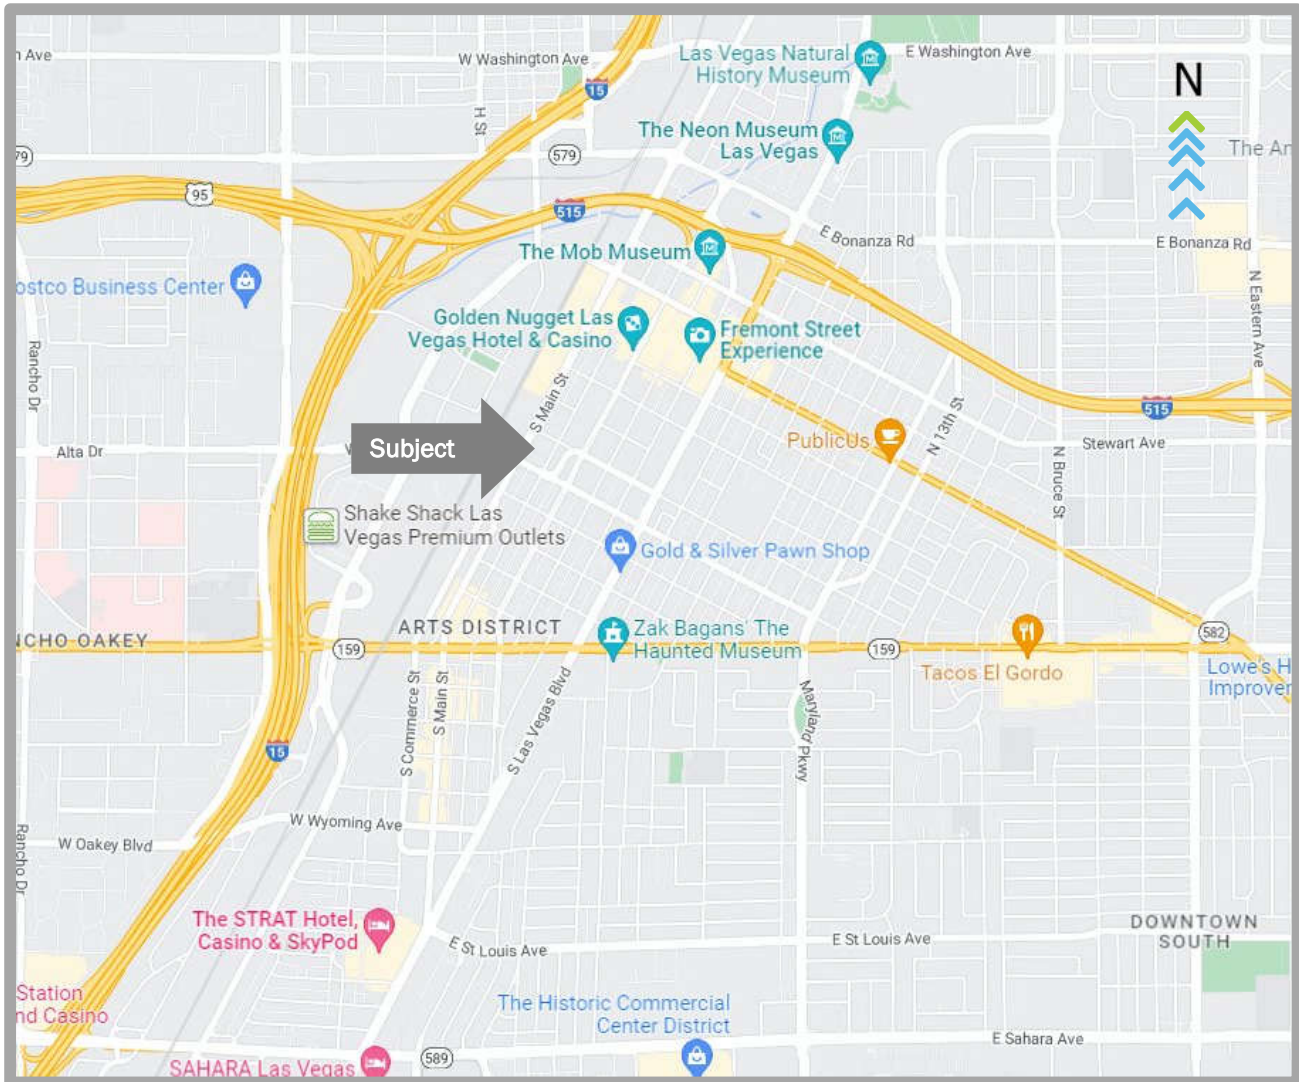 n Ave
W Washington Ave
Las Vegas Natural
History Museum
E Washington Ave
N
15
H St
The Neon Museum
Las Vegas
79
579
The An
95
515
E Bonanza Rd
E Bonanza Rd
The Mob Museum
ostco Business Center
N Eastern Ave
Golden Nugget Las
Vegas Hotel & Casino
Fremont Street
Experience
Rancho Dr
S Main St
515
N 13th St
PublicUs
Stewart Ave
Alta Dr
W
Subject
N Bruce St
Shake Shack Las
Vegas Premium Outlets
Gold & Silver Pawn Shop
ARTS DISTRICT
NCHO OAKEY
159
Zak Bagans' The
Haunted Museum
159
582
Tacos El Gordo
Lowe's H
Improver
S Commerce St
S Main St
S Las Vegas Blvd
Maryland Pkwy
15
W Wyoming Ave
W Oakey Blvd
Rancho Dr
The STRAT Hotel,
Casino & SkyPod
E St Louis Ave
E St Louis Ave
DOWNTOWN
SOUTH
Station
nd Casino
The Historic Commercial
Center District
E Sahara Ave
589
SAHARA Las Vegas